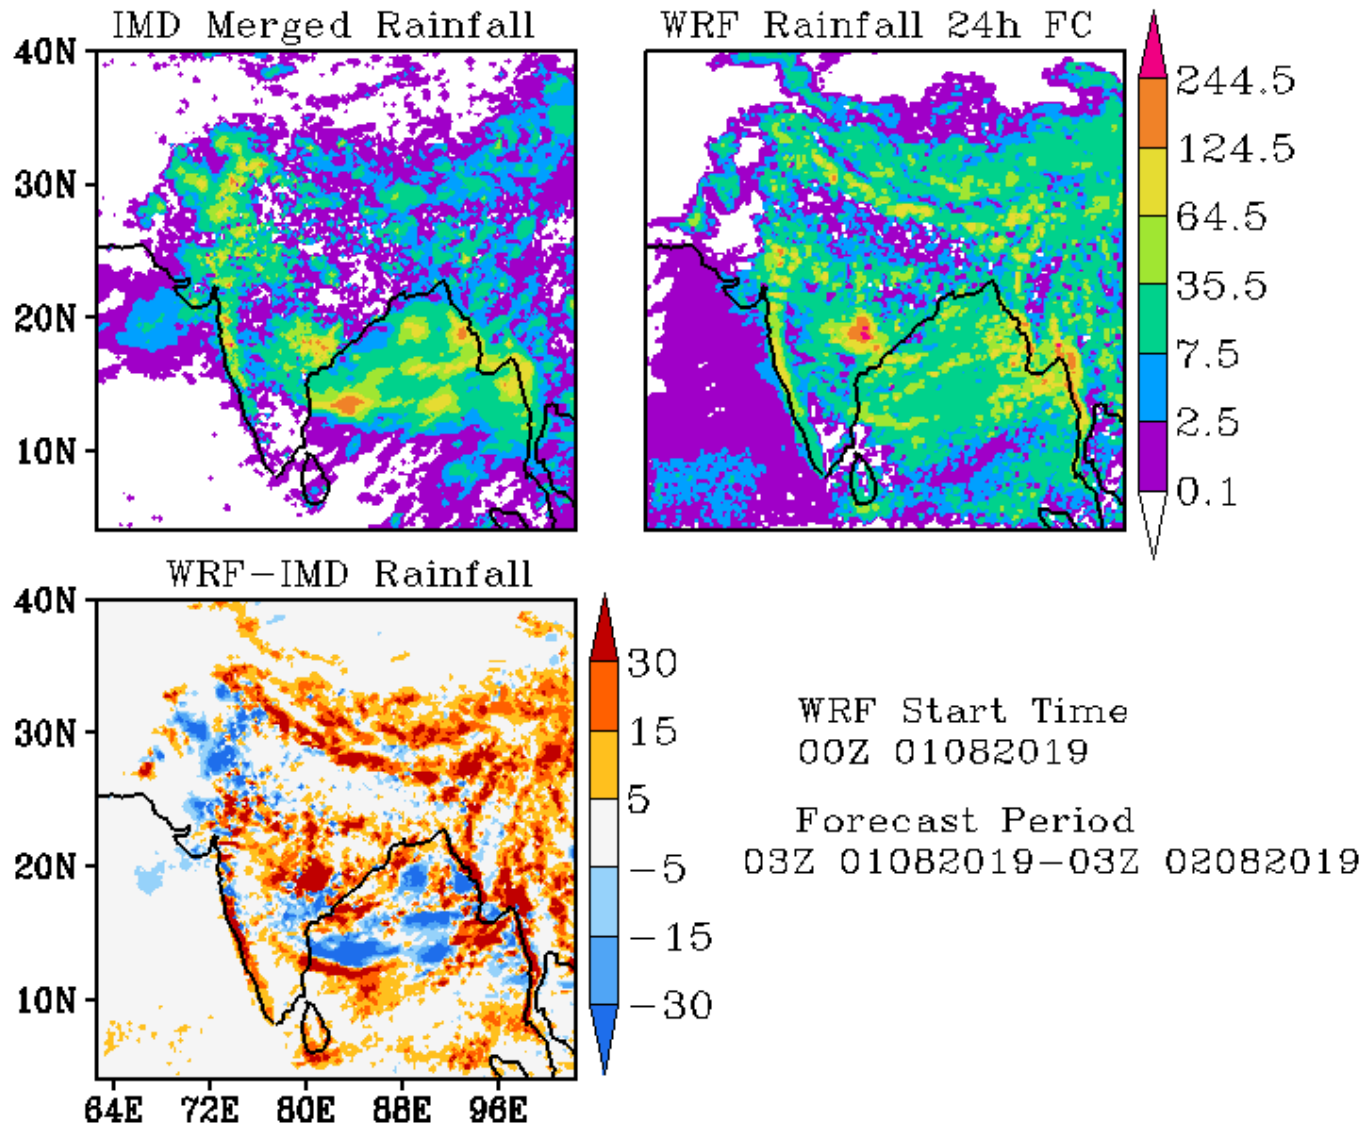 IMD Merged Rainfall
WRF Rainfall 24h FC
40N
30N
20N
10N
244.5
124.5
64.5
35.5
7.5
2.5
0.1
WRF-IMD Rainfall
40N
30N
20N
10N
64E 72E 80E 88E 96E
30
15
5
-5
-15
-30
WRF Start Time
00Z 01082019
Forecast Period
03Z 01082019-03Z 02082019